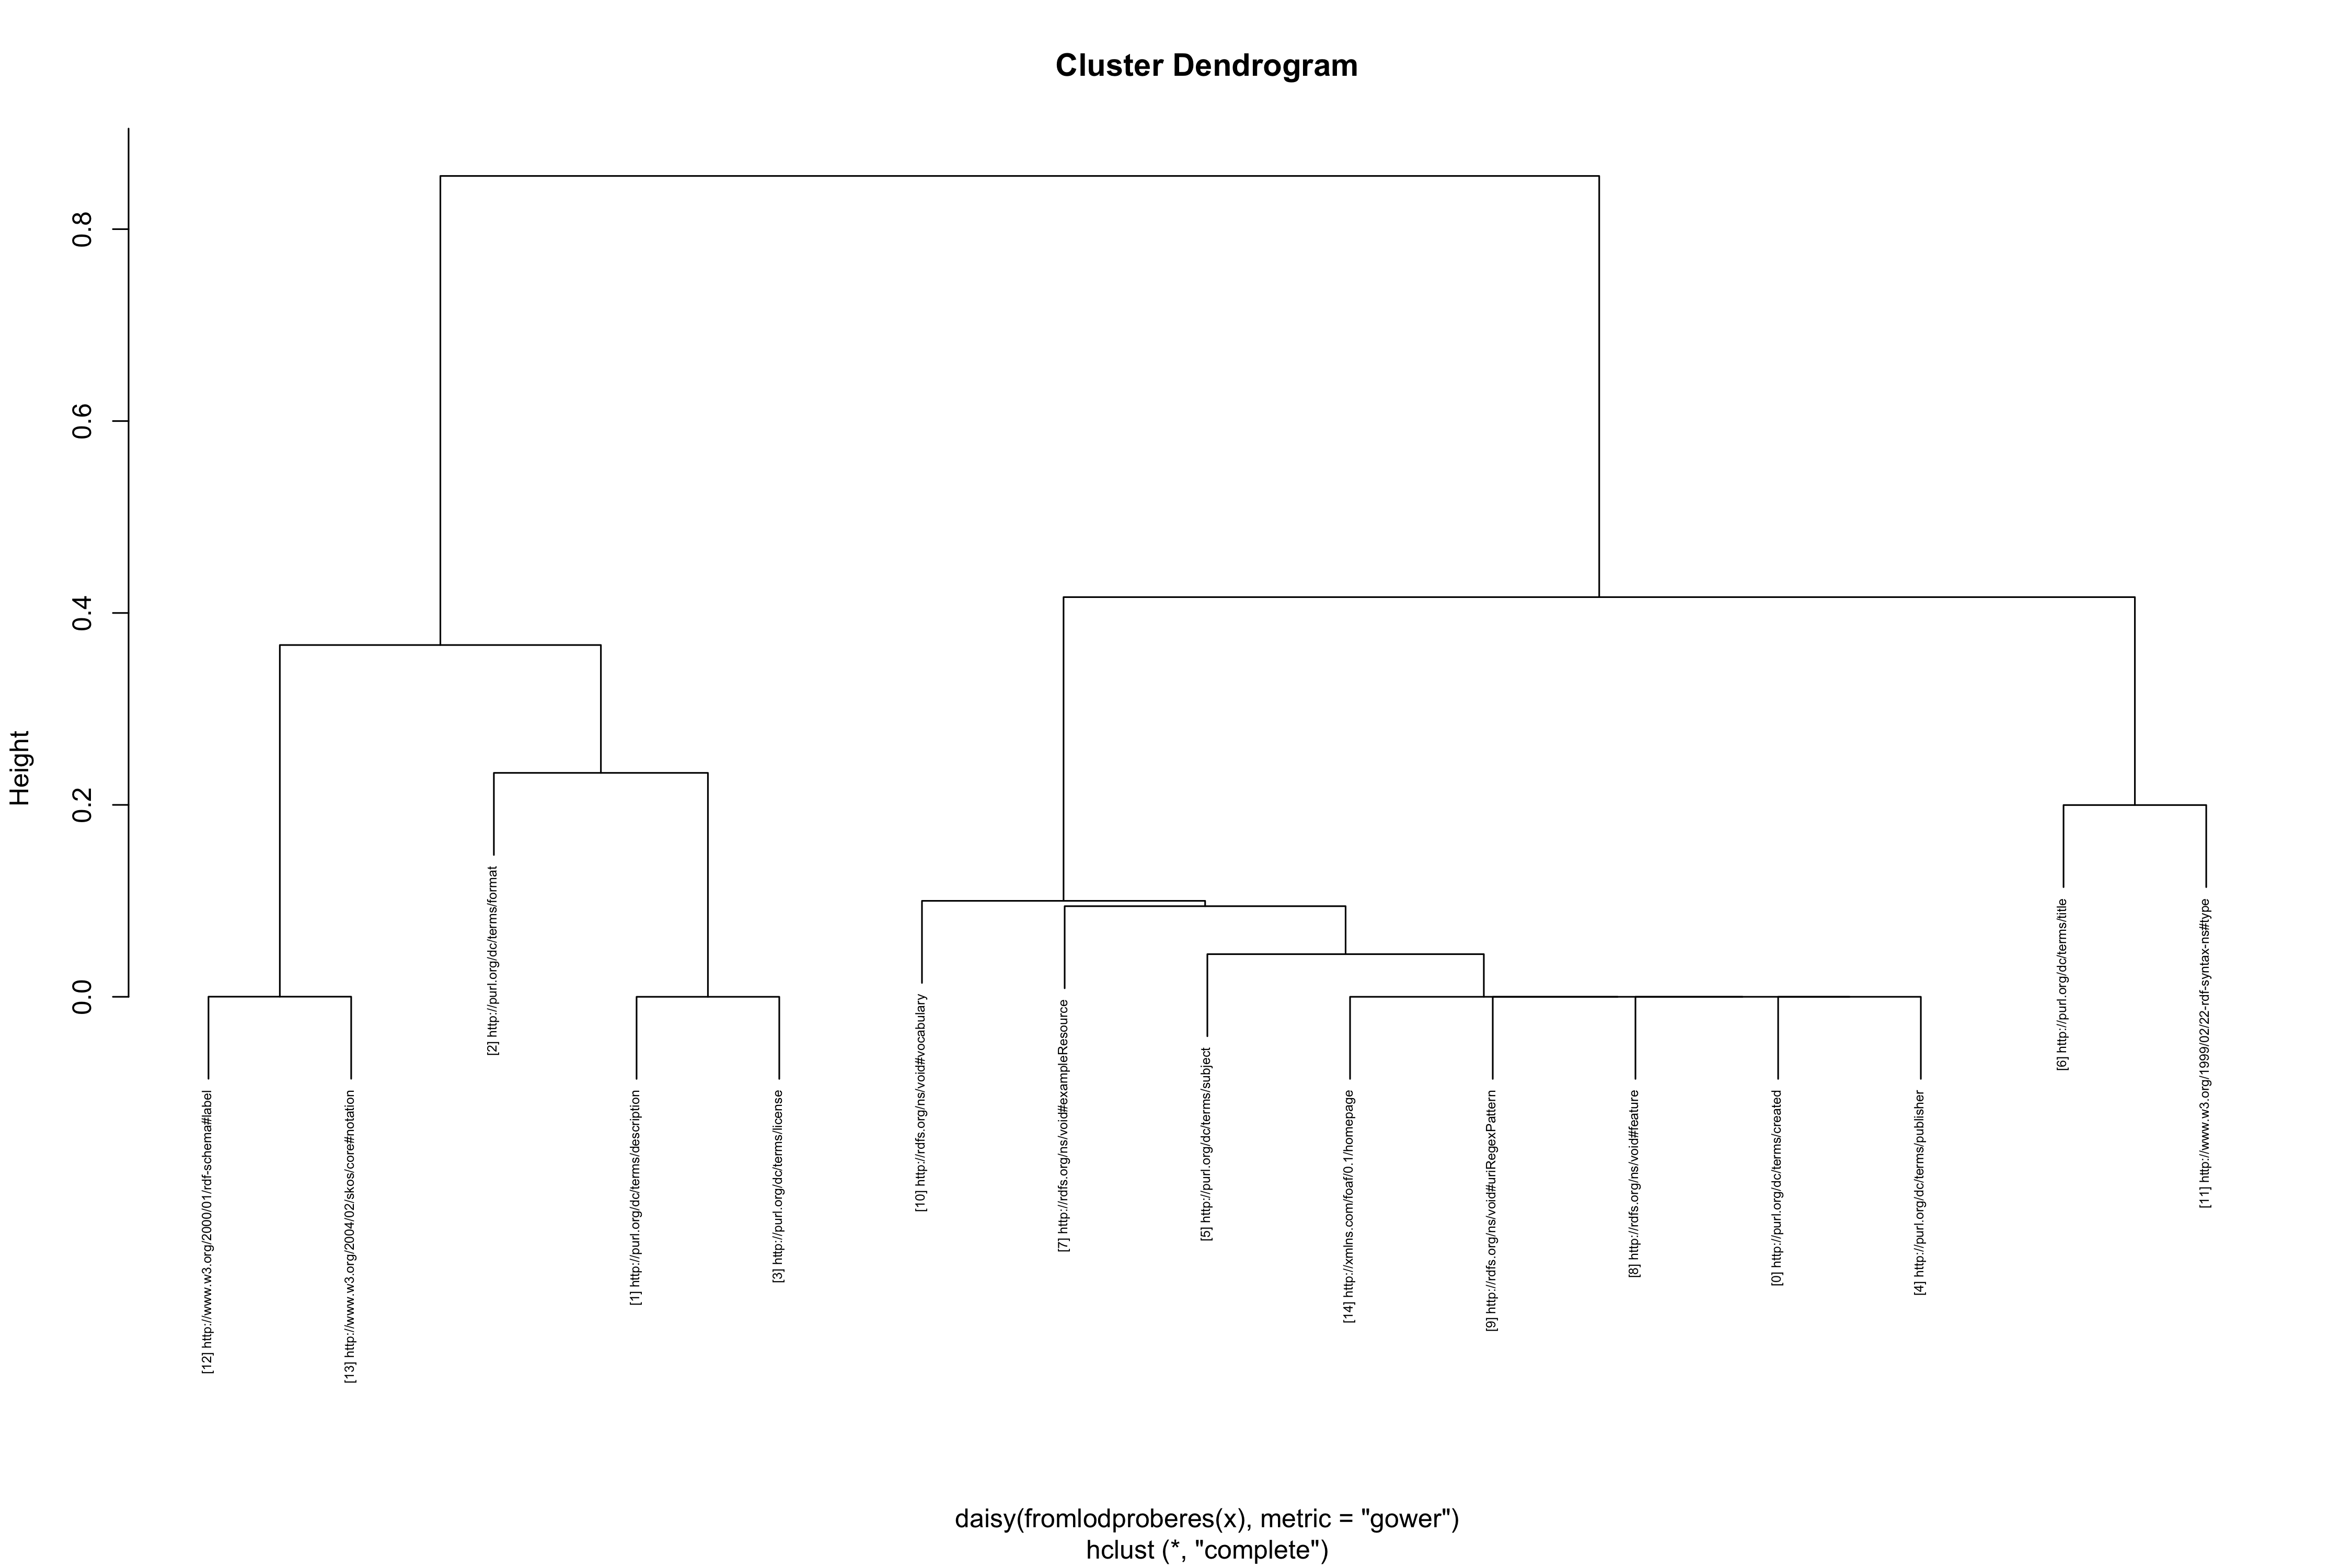 Cluster Dendrogram
Height
0.8
0.6
0.4
0.2
0.0
[12] http://www.w3.org/2000/01/rdf-schema#label
[13] http://www.w3.org/2004/02/skos/core#notation
[2] http://purl.org/dc/terms/format
[1] http://purl.org/dc/terms/description
[3] http://purl.org/dc/terms/license
[10] http://rdfs.org/ns/void#vocabulary
[7] http://rdfs.org/ns/void#exampleResource
[5] http://purl.org/dc/terms/subject
[14] http://xmlns.com/foaf/0.1/homepage
[9] http://rdfs.org/ns/void#uriRegexPattern
[8] http://rdfs.org/ns/void#feature
[0] http://purl.org/dc/terms/created
[4] http://purl.org/dc/terms/publisher
[6] http://purl.org/dc/terms/title
[11] http://www.w3.org/1999/02/22-rdf-syntax-ns#type
daisy(fromlodproberes(x), metric = "gower")
hclust (*, "complete")